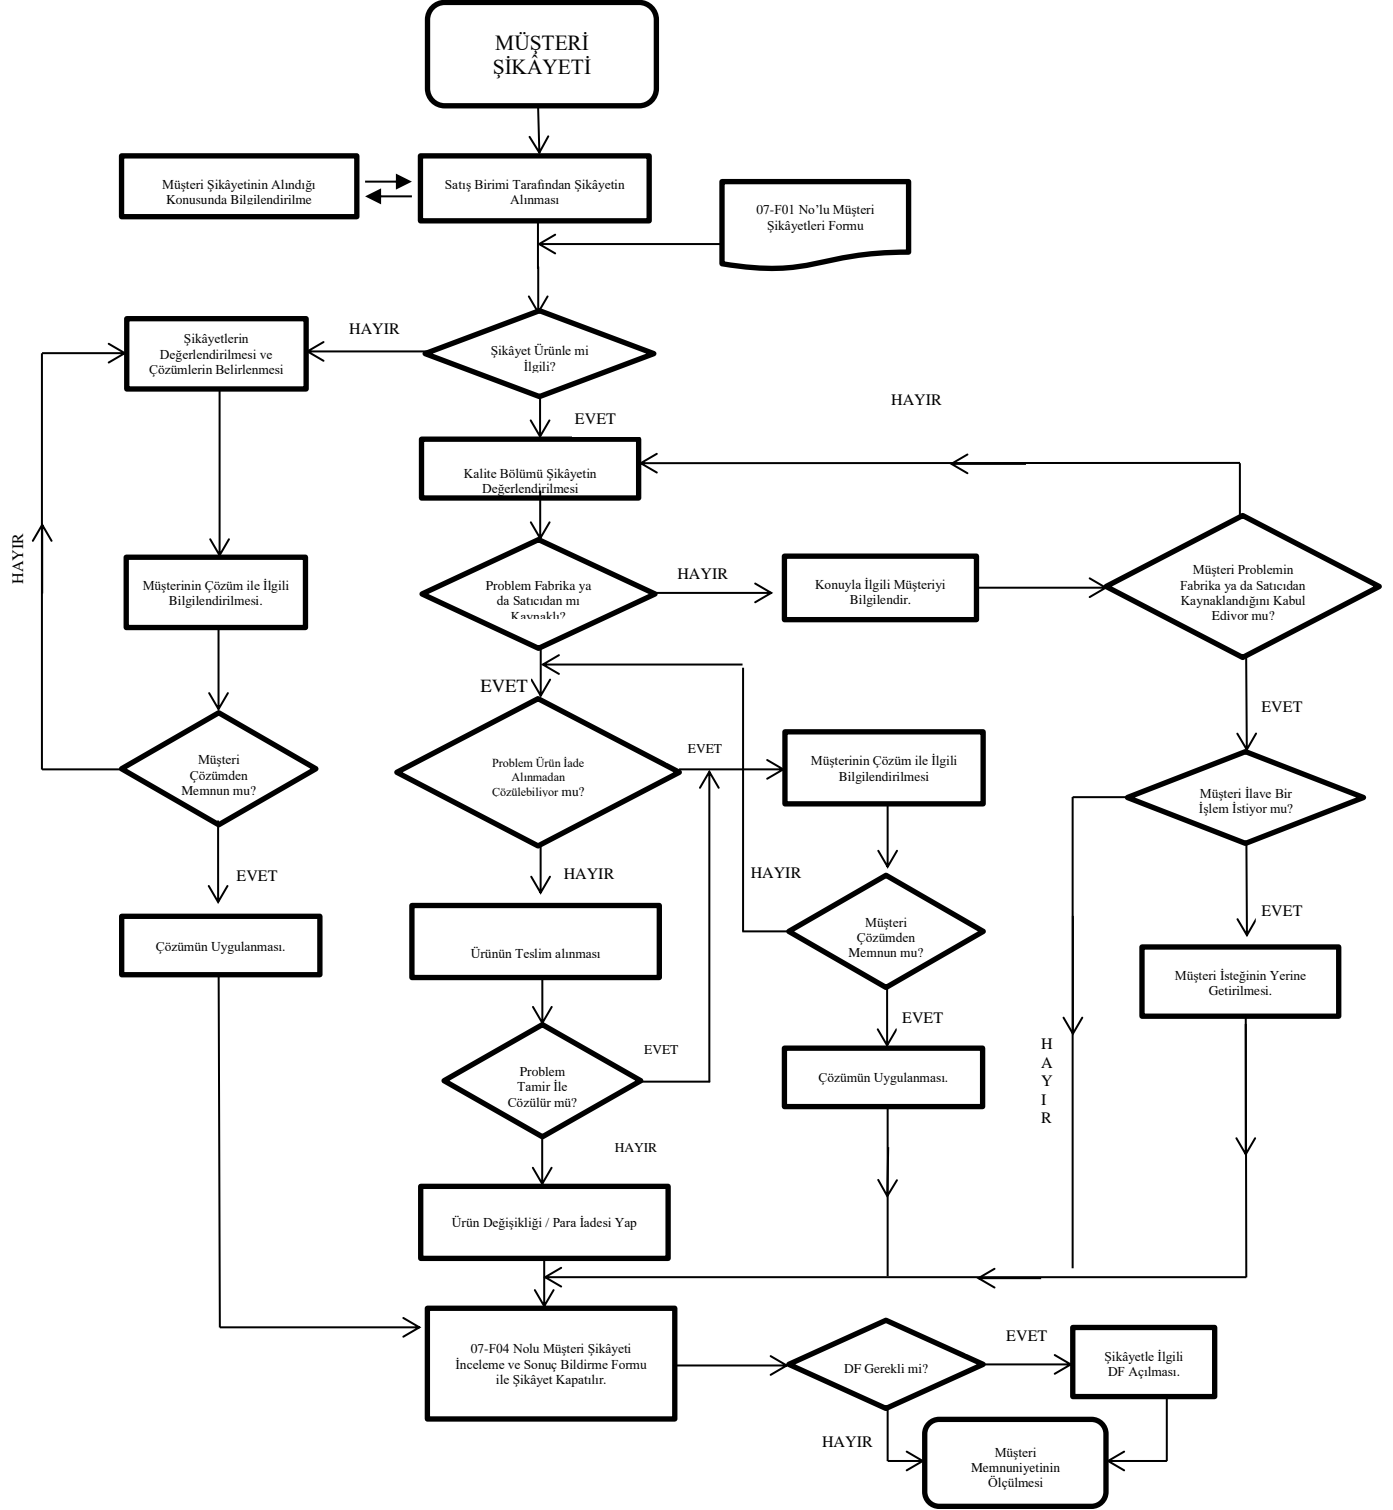 MÜŞTERİ
ŞİKÂYETİ
Müşteri Şikâyetinin Alındığı
Konusunda Bilgilendirilme
Satış Birimi Tarafından Şikâyetin
Alınması
07-F01 No’lu Müşteri
Şikâyetleri Formu
Şikâyetlerin
Değerlendirilmesi ve
Çözümlerin Belirlenmesi
HAYIR
Şikâyet Ürünle mi
İlgili?
EVET
HAYIR
Kalite Bölümü Şikâyetin
Değerlendirilmesi
HAYIR
Müşterinin Çözüm ile İlgili
Bilgilendirilmesi.
Problem Fabrika ya
da Satıcıdan mı
Kaynaklı?
HAYIR
Konuyla İlgili Müşteriyi
Bilgilendir.
Müşteri Problemin
Fabrika ya da Satıcıdan
Kaynaklandığını Kabul
Ediyor mu?
EVET
EVET
Müşteri
Çözümden
Memnun mu?
Problem Ürün İade
Alınmadan
Çözülebiliyor mu?
EVET
Müşterinin Çözüm ile İlgili
Bilgilendirilmesi
Müşteri İlave Bir
İşlem İstiyor mu?
EVET
HAYIR
HAYIR
EVET
Çözümün Uygulanması.
Ürünün Teslim alınması
Müşteri
Çözümden
Memnun mu?
Müşteri İsteğinin Yerine
Getirilmesi.
EVET
EVET
Problem
Tamir İle
Çözülür mü?
Çözümün Uygulanması.
H
A
Y
I
R
HAYIR
Ürün Değişikliği / Para İadesi Yap
07-F04 Nolu Müşteri Şikâyeti
İnceleme ve Sonuç Bildirme Formu
ile Şikâyet Kapatılır.
DF Gerekli mi?
EVET
Şikâyetle İlgili
DF Açılması.
HAYIR
Müşteri
Memnuniyetinin
Ölçülmesi